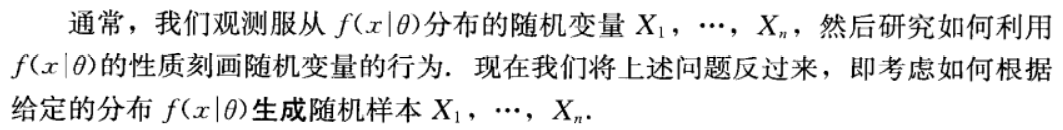 通常，我们观测服从 f(x|θ)分布的随机变量 X₁，⋯，Xₙ，然后研究如何利用
f(x|θ)的性质刻画随机变量的行为．现在我们将上述问题反过来，即考虑如何根据
给定的分布 f(x|θ)生成随机样本 X₁，⋯，Xₙ.